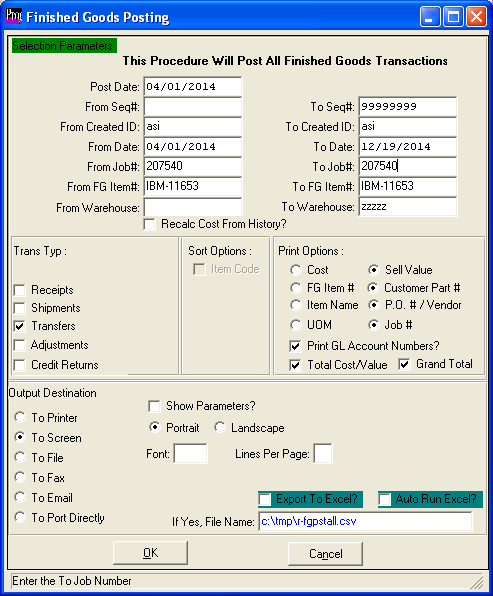 Finished Goods Posting
Selection Parameters
This Procedure Will Post All Finished Goods Transactions
Post Date: 04/01/2014
From Seq#: To Seq#: 99999999
From Created ID: asi To Created ID: asi
From Date: 04/01/2014 To Date: 12/19/2014
From Job#: 207540 To Job#: 207540
From FG Item#: IBM-11653 To FG Item#: IBM-11653
From Warehouse: To Warehouse: zzzzz
Recalc Cost From History?
Trans Typ : Sort Options : Print Options :
Item Code Cost Sell Value
Receipts FG Item # Customer Part #
Shipments Item Name P.O. # / Vendor
Transfers UOM Job #
Adjustments Print GL Account Numbers?
Credit Returns Total Cost/Value Grand Total
Output Destination
Show Parameters?
To Printer
Portrait Landscape
To Screen
Font: Lines Per Page:
To File
To Fax
To Email
Export To Excel? Auto Run Excel?
To Port Directly
If Yes, File Name: c:\tmp\r-fgpstall.csv
OK Cancel
Enter the To Job Number